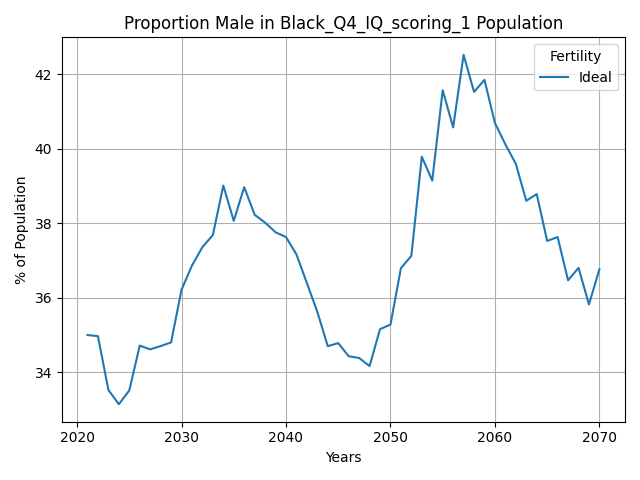 Proportion Male in Black_Q4_IQ_scoring_1 Population
Fertility
Ideal
% of Population
42
40
38
36
34
2020
2030
2040
2050
2060
2070
Years